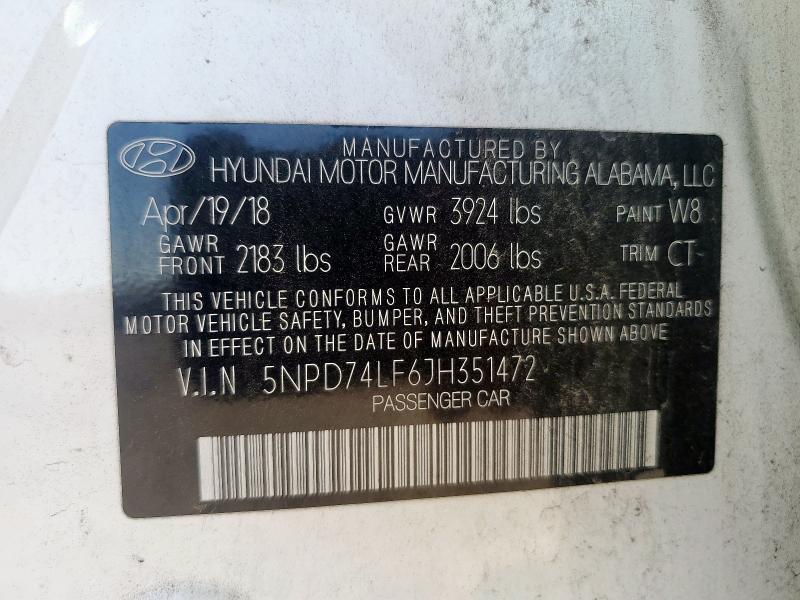 MANUFACTURED BY
HYUNDAI MOTOR MANUFACTURING ALABAMA, LLC
Apr/19/18 GVWR 3924 lbs PAINT W8
GAWR FRONT 2183 lbs GAWR REAR 2006 lbs TRIM CT-
THIS VEHICLE CONFORMS TO ALL APPLICABLE U.S.A. FEDERAL
MOTOR VEHICLE SAFETY, BUMPER, AND THEFT PREVENTION STANDARDS
IN EFFECT ON THE DATE OF MANUFACTURE SHOWN ABOVE
V.I.N 5NPD74LF6JH351472
PASSENGER CAR